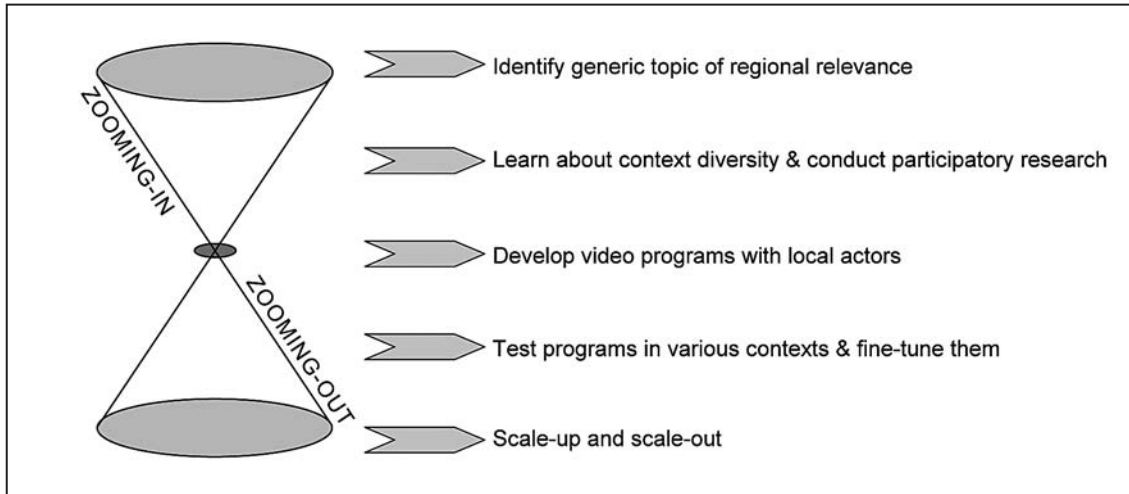 Identify generic topic of regional relevance
ZOOMING-IN
Learn about context diversity & conduct participatory research
Develop video programs with local actors
ZOOMING-OUT
Test programs in various contexts & fine-tune them
Scale-up and scale-out